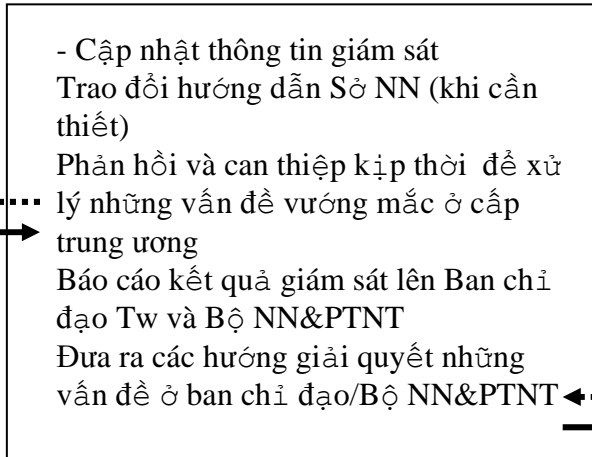 - Cập nhật thông tin giám sát
Trao đổi hướng dẫn Sở NN (khi cần
thiết)
Phản hồi và can thiệp kịp thời để xử
lý những vấn đề vướng mắc ở cấp
trung ương
Báo cáo kết quả giám sát lên Ban chỉ
đạo Tw và Bộ NN&PTNT
Đưa ra các hướng giải quyết những
vấn đề ở ban chỉ đạo/Bộ NN&PTNT